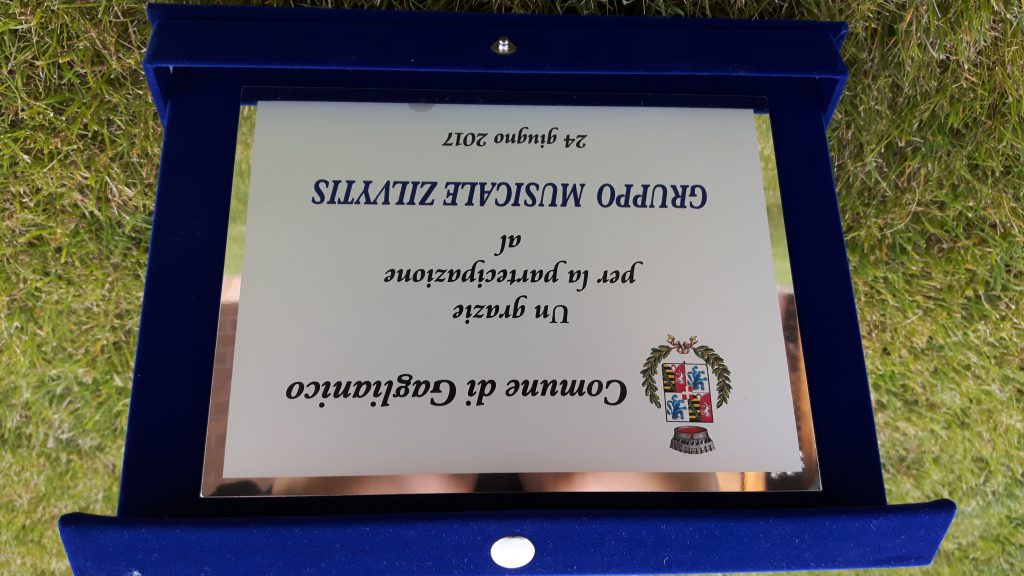 Comune di Gaglianico
Un grazie
per la partecipazione
al
GRUPPO MUSICALE ZILVYTIS
24 giugno 2017